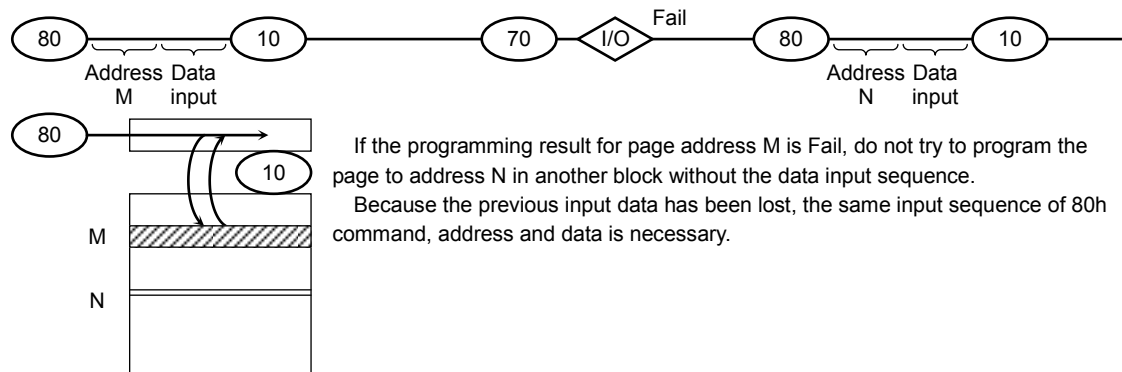 Fail
80 10 70 I/O 80 10
Address Data Address Data
M input N input
80
10
M
N
If the programming result for page address M is Fail, do not try to program the
page to address N in another block without the data input sequence.
Because the previous input data has been lost, the same input sequence of 80h
command, address and data is necessary.